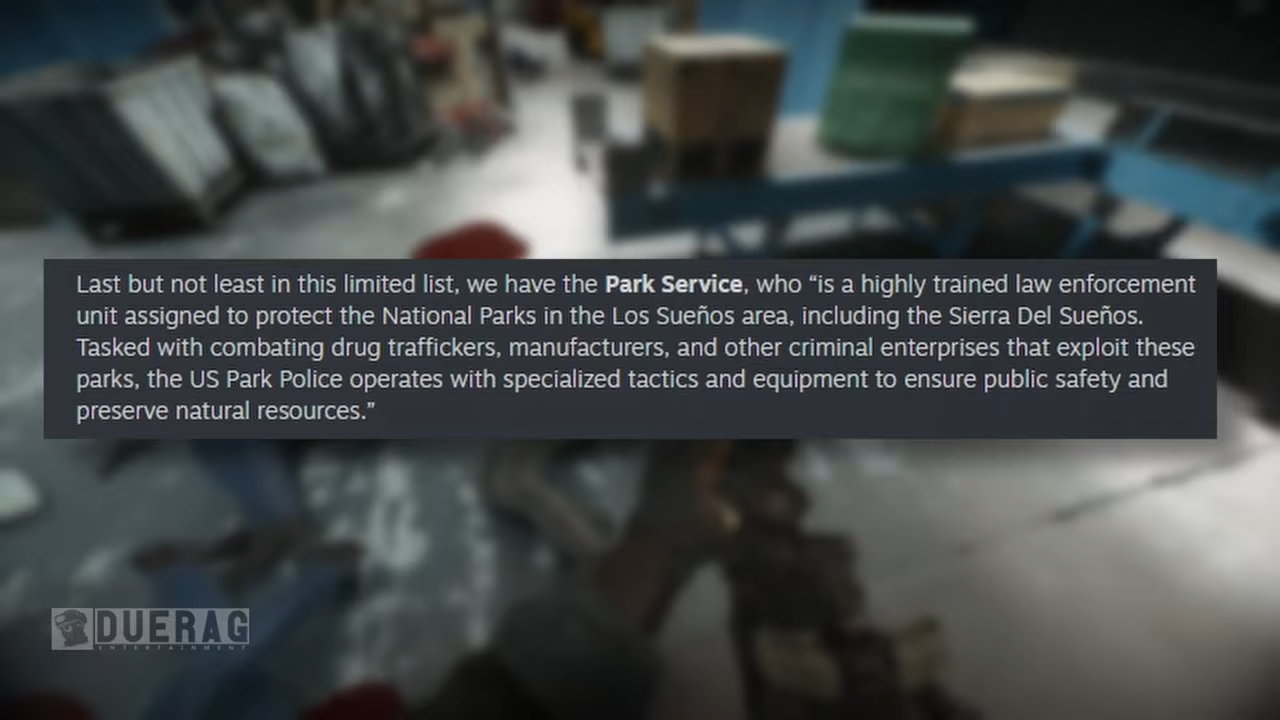 Last but not least in this limited list, we have the Park Service, who “is a highly trained law enforcement
unit assigned to protect the National Parks in the Los Sueños area, including the Sierra Del Sueños.
Tasked with combating drug traffickers, manufacturers, and other criminal enterprises that exploit these
parks, the US Park Police operates with specialized tactics and equipment to ensure public safety and
preserve natural resources.”
DUERAG
ENTERTAINMENT